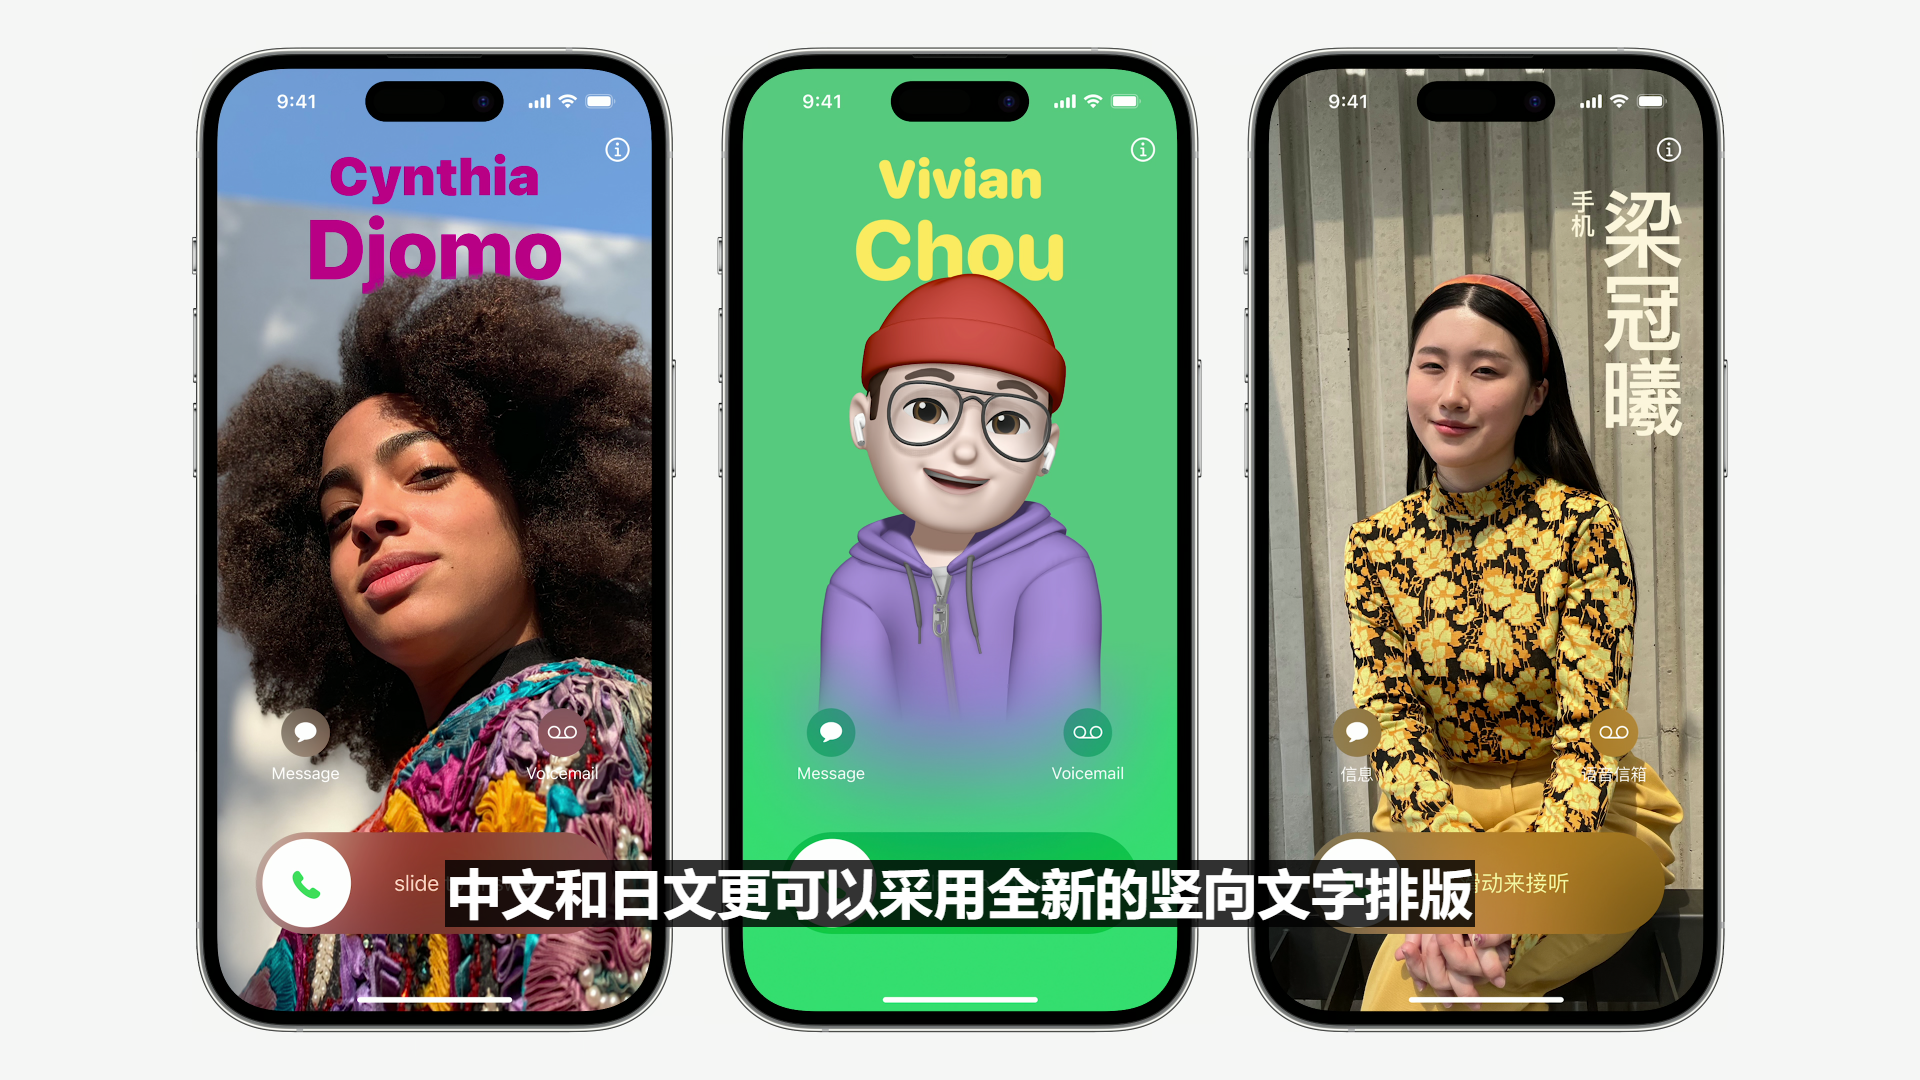 9:41
Cynthia
Djomo
Message
Voicemail
slide
9:41
Vivian
Chou
Message
Voicemail
9:41
手机
梁冠曦
信息
语音信箱
滑动来接听
中文和日文更可以采用全新的竖向文字排版